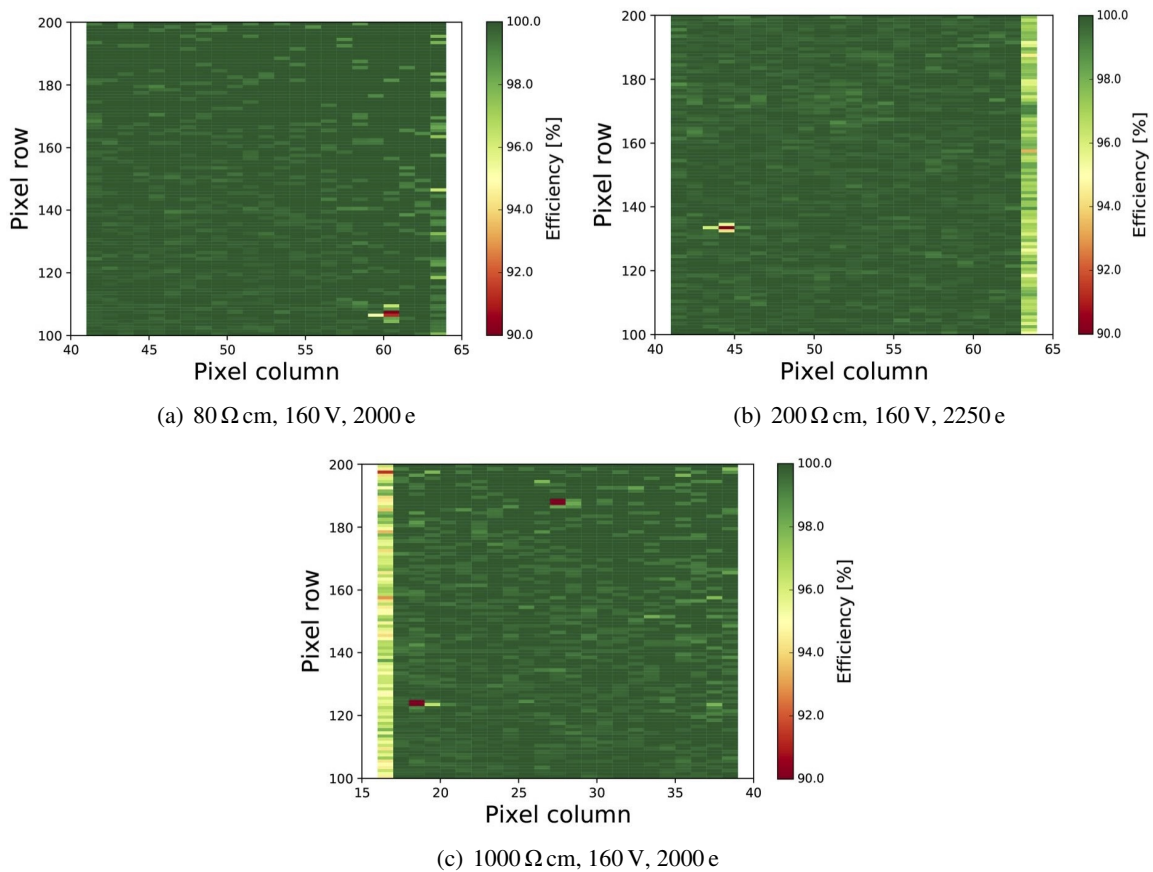 200
180
160
140
120
100
40 45 50 55 60 65
Pixel row
Pixel column
100.0
98.0
96.0
94.0
92.0
90.0
Efficiency [%]
(a) 80 Ω cm, 160 V, 2000 e
200
180
160
140
120
100
40 45 50 55 60 65
Pixel row
Pixel column
100.0
98.0
96.0
94.0
92.0
90.0
Efficiency [%]
(b) 200 Ω cm, 160 V, 2250 e
200
180
160
140
120
100
15 20 25 30 35 40
Pixel row
Pixel column
100.0
98.0
96.0
94.0
92.0
90.0
Efficiency [%]
(c) 1000 Ω cm, 160 V, 2000 e